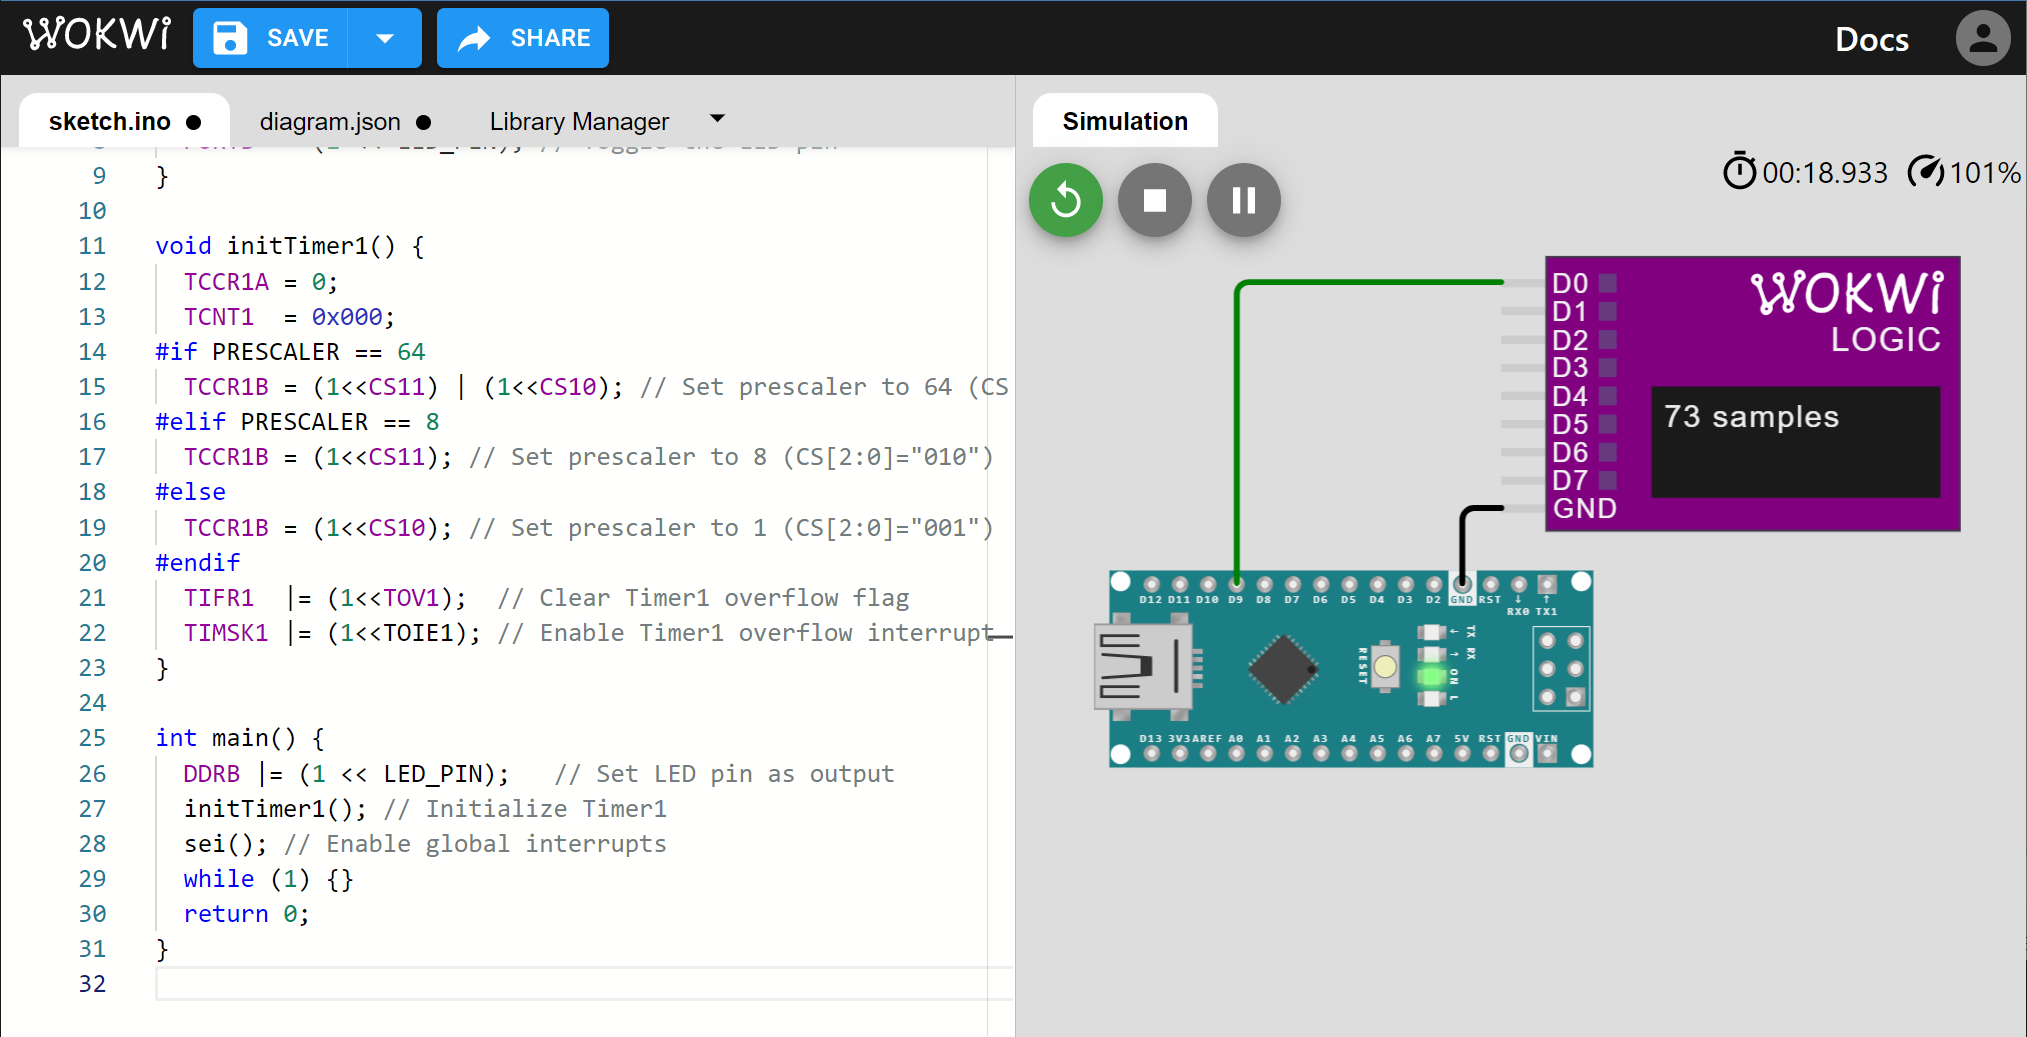 WOKWi SAVE SHARE Docs
sketch.ino ● diagram.json ● Library Manager
Simulation
00:18.933 101%
9 }
10
11 void initTimer1() {
12 TCCR1A = 0;
13 TCNT1  = 0x000;
14 #if PRESCALER == 64
15 TCCR1B = (1<<CS11) | (1<<CS10); // Set prescaler to 64 (CS
16 #elif PRESCALER == 8
17 TCCR1B = (1<<CS11); // Set prescaler to 8 (CS[2:0]="010")
18 #else
19 TCCR1B = (1<<CS10); // Set prescaler to 1 (CS[2:0]="001")
20 #endif
21 TIFR1  |= (1<<TOV1);  // Clear Timer1 overflow flag
22 TIMSK1 |= (1<<TOIE1); // Enable Timer1 overflow interrupt
23 }
24
25 int main() {
26 DDRB |= (1 << LED_PIN);   // Set LED pin as output
27 initTimer1(); // Initialize Timer1
28 sei(); // Enable global interrupts
29 while (1) {}
30 return 0;
31 }
32
WOKWi
LOGIC
D0
D1
D2
D3
D4
D5
D6
D7
GND
73 samples
D12 D11 D10 D9 D8 D7 D6 D5 D4 D3 D2 GND RST ↓ ↑
RX0 TX1
RESET
← TX
→ RX
ON
L
D13 3V3 AREF A0 A1 A2 A3 A4 A5 A6 A7 5V RST GND VIN